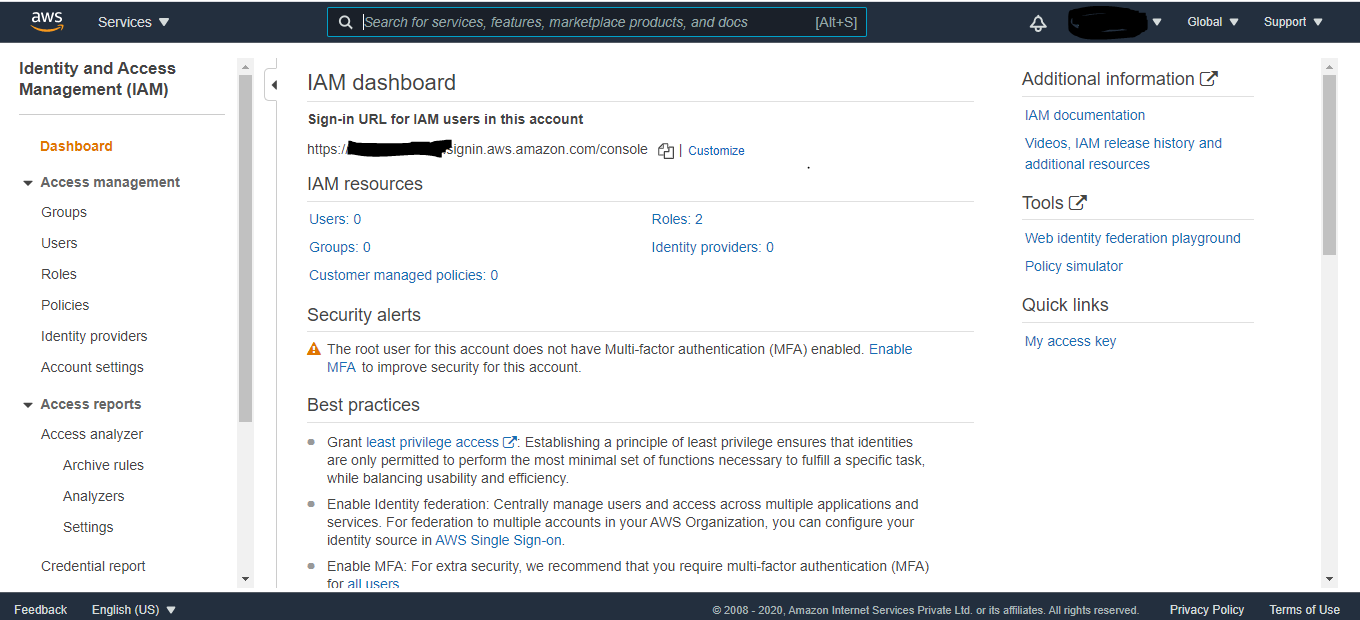 aws
Services
Search for services, features, marketplace products, and docs
[Alt+S]
Global
Support
Identity and Access
Management (IAM)
Dashboard
Access management
Groups
Users
Roles
Policies
Identity providers
Account settings
Access reports
Access analyzer
Archive rules
Analyzers
Settings
Credential report
IAM dashboard
Sign-in URL for IAM users in this account
https://
signin.aws.amazon.com/console
| Customize
IAM resources
Users: 0
Roles: 2
Groups: 0
Identity providers: 0
Customer managed policies: 0
Security alerts
The root user for this account does not have Multi-factor authentication (MFA) enabled. Enable
MFA to improve security for this account.
Best practices
Grant least privilege access : Establishing a principle of least privilege ensures that identities
are only permitted to perform the most minimal set of functions necessary to fulfill a specific task,
while balancing usability and efficiency.
Enable Identity federation: Centrally manage users and access across multiple applications and
services. For federation to multiple accounts in your AWS Organization, you can configure your
identity source in AWS Single Sign-on.
Enable MFA: For extra security, we recommend that you require multi-factor authentication (MFA)
for all users
Additional information
IAM documentation
Videos, IAM release history and
additional resources
Tools
Web identity federation playground
Policy simulator
Quick links
My access key
Feedback
English (US)
© 2008 - 2020, Amazon Internet Services Private Ltd. or its affiliates. All rights reserved.
Privacy Policy
Terms of Use